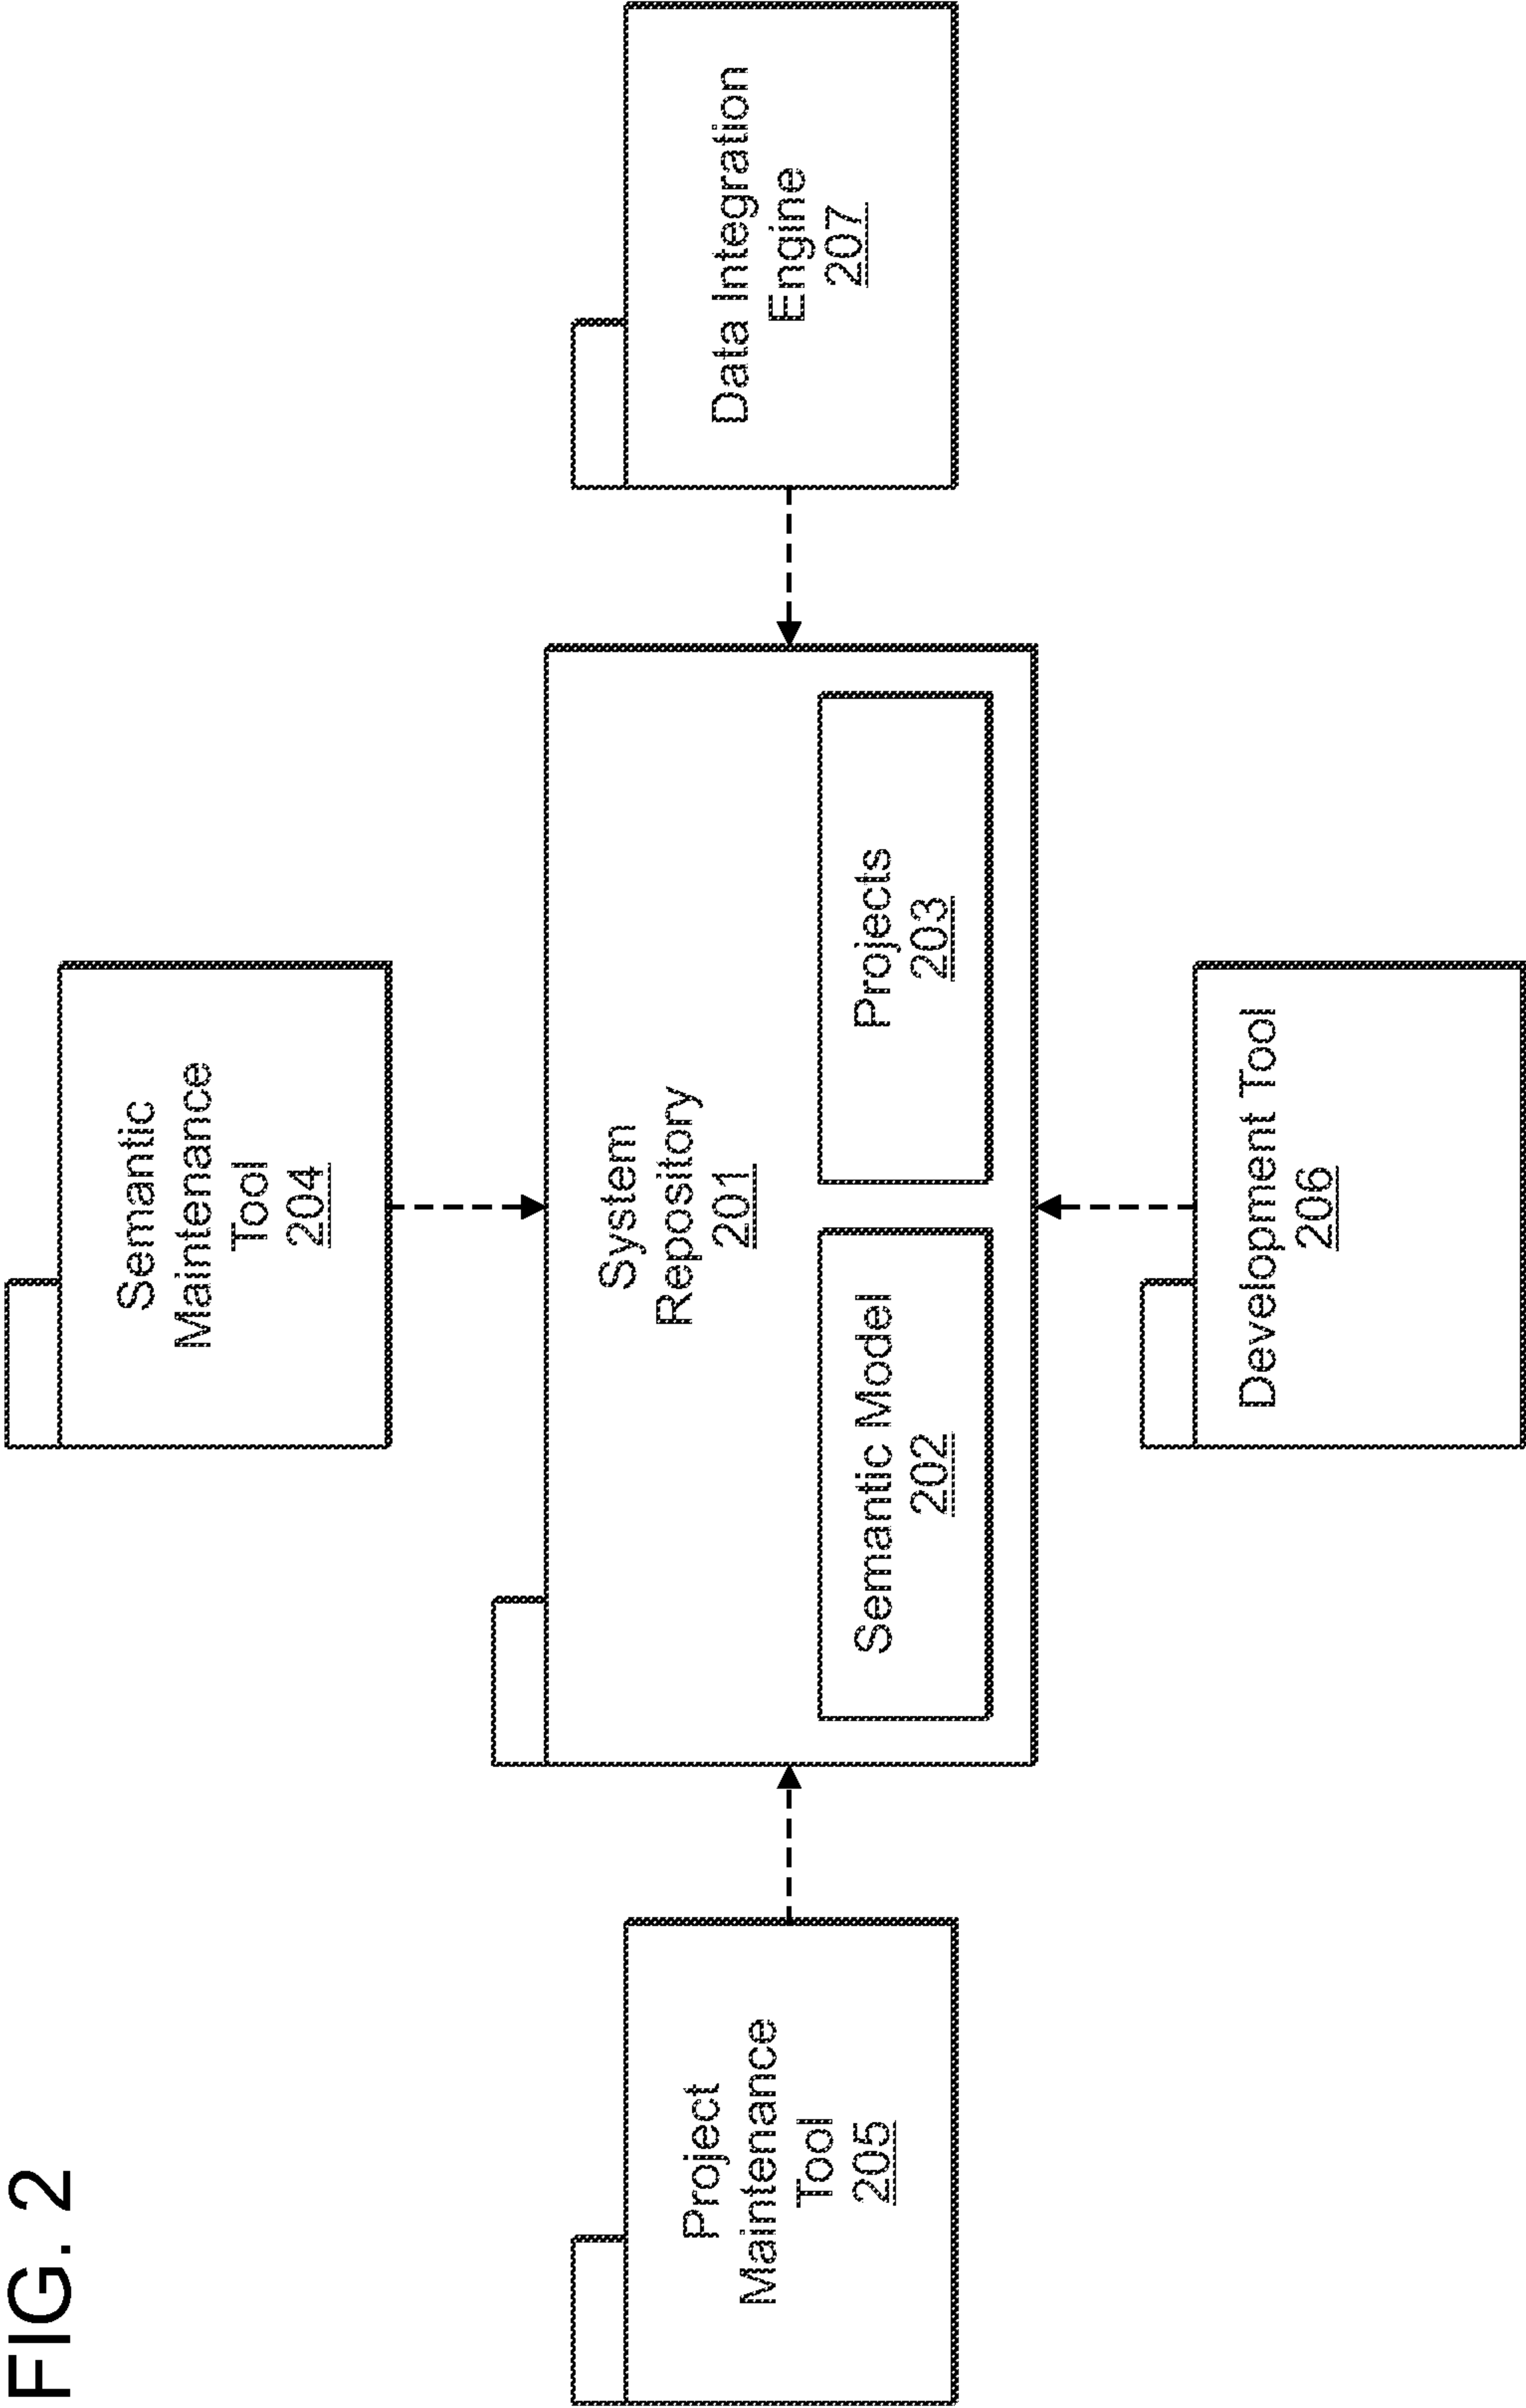 FIG. 2
Semantic
Maintenance
Tool
204
Project
Maintenance
Tool
205
System
Repository
201
Semantic Model
202
Projects
203
Data Integration
Engine
207
Development Tool
206